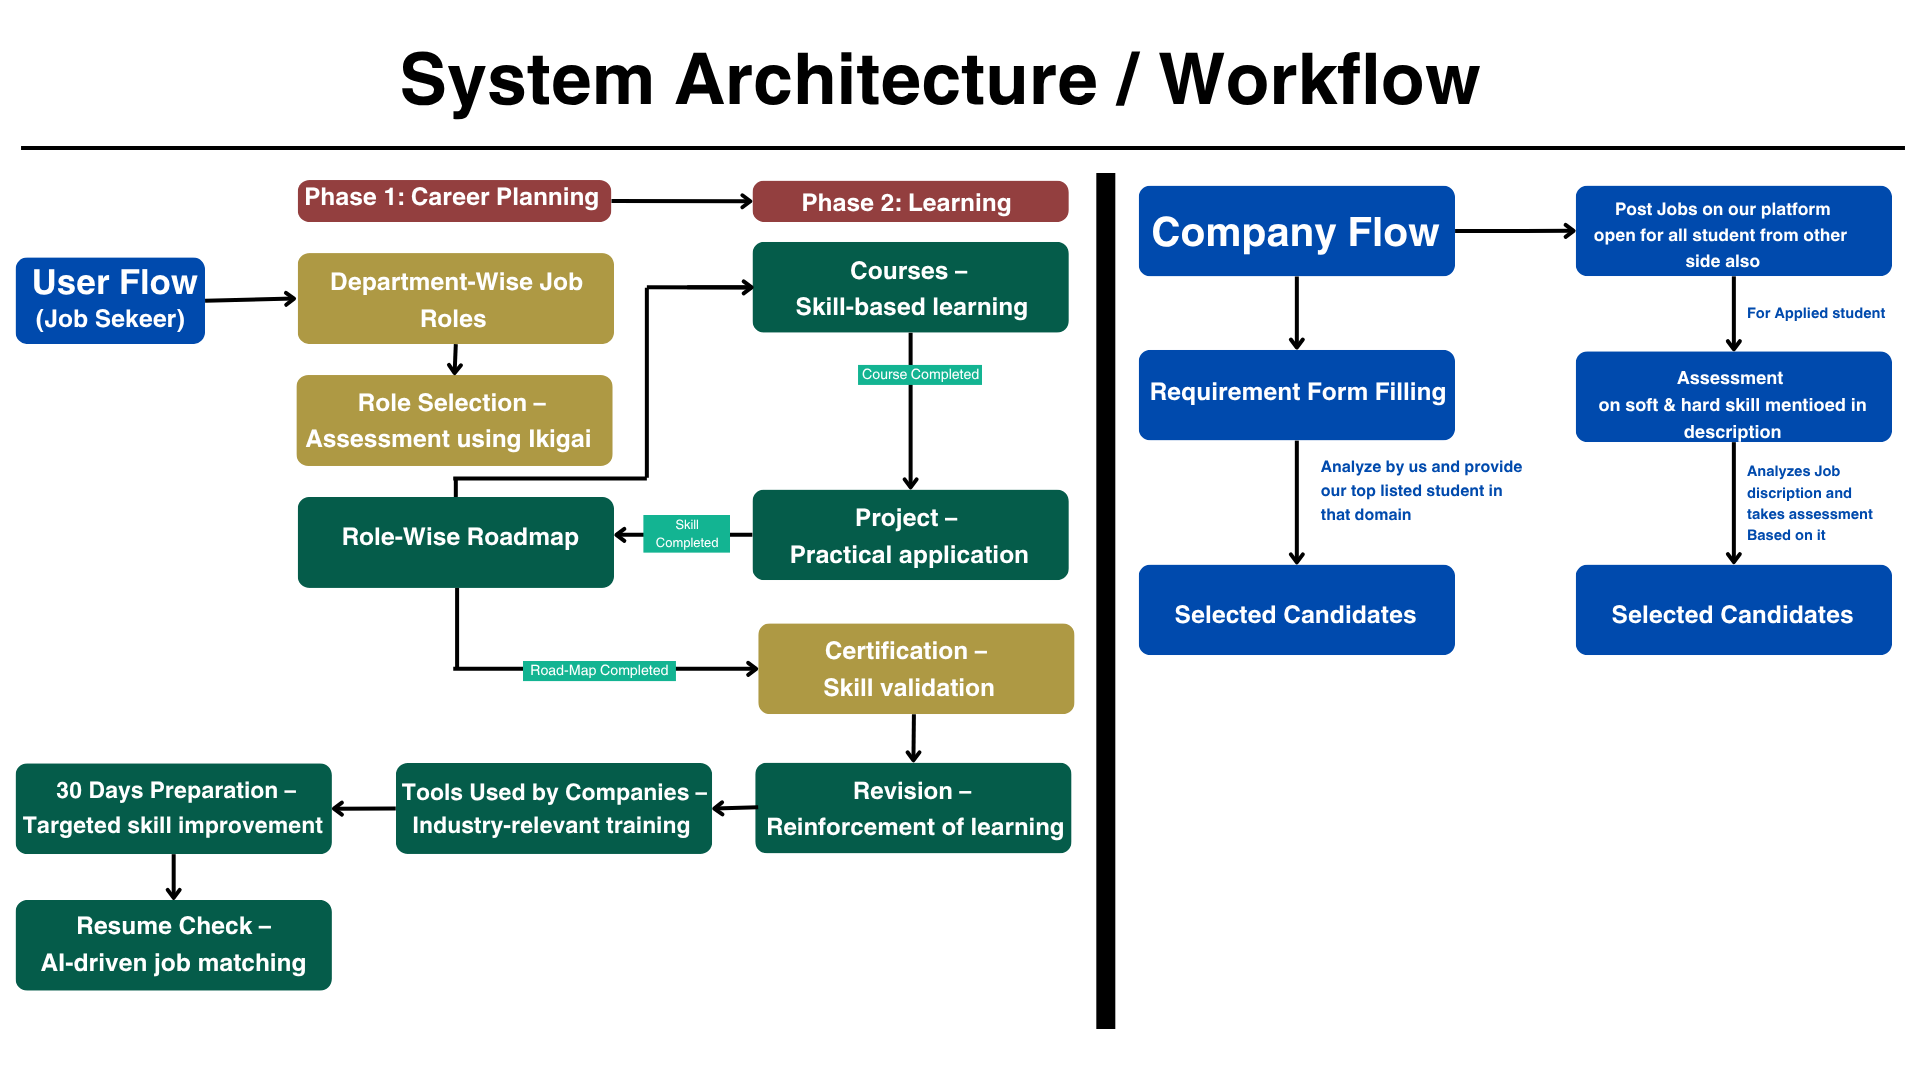 System Architecture / Workflow
Phase 1: Career Planning
Phase 2: Learning
User Flow
(Job Sekeer)
Department-Wise Job
Roles
Courses –
Skill-based learning
Role Selection –
Assessment using Ikigai
Course Completed
Role-Wise Roadmap
Skill
Completed
Project –
Practical application
Road-Map Completed
Certification –
Skill validation
30 Days Preparation –
Targeted skill improvement
Tools Used by Companies –
Industry-relevant training
Revision –
Reinforcement of learning
Resume Check –
AI-driven job matching
Company Flow
Post Jobs on our platform
open for all student from other
side also
For Applied student
Requirement Form Filling
Assessment
on soft & hard skill mentioed in
description
Analyze by us and provide
our top listed student in
that domain
Analyzes Job
discription and
takes assessment
Based on it
Selected Candidates
Selected Candidates